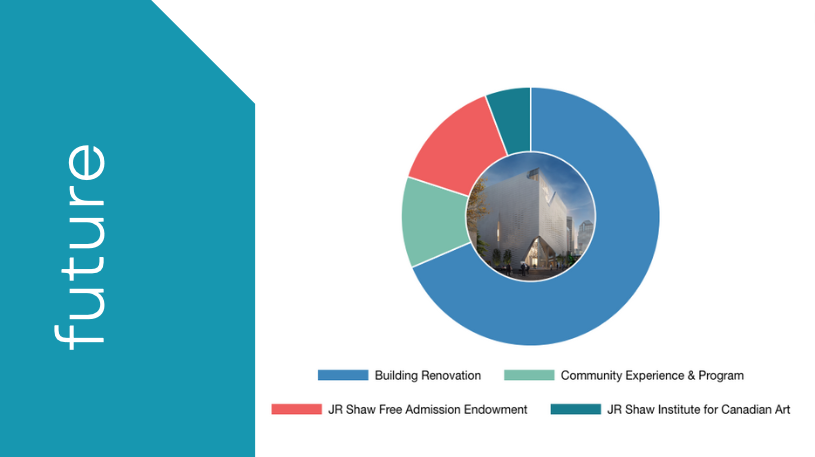 future
Building Renovation
Community Experience & Program
JR Shaw Free Admission Endowment
JR Shaw Institute for Canadian Art